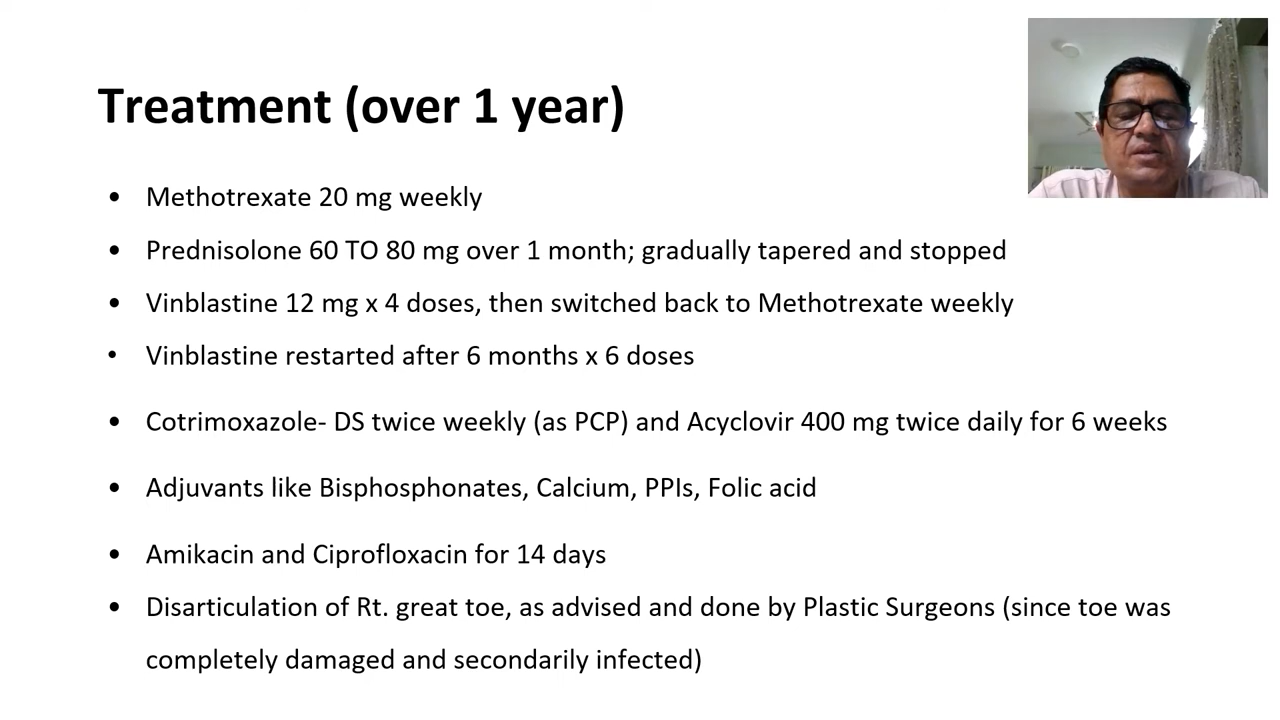 Treatment (over 1 year)
• Methotrexate 20 mg weekly
• Prednisolone 60 TO 80 mg over 1 month; gradually tapered and stopped
• Vinblastine 12 mg x 4 doses, then switched back to Methotrexate weekly
• Vinblastine restarted after 6 months x 6 doses
• Cotrimoxazole- DS twice weekly (as PCP) and Acyclovir 400 mg twice daily for 6 weeks
• Adjuvants like Bisphosphonates, Calcium, PPIs, Folic acid
• Amikacin and Ciprofloxacin for 14 days
• Disarticulation of Rt. great toe, as advised and done by Plastic Surgeons (since toe was
completely damaged and secondarily infected)